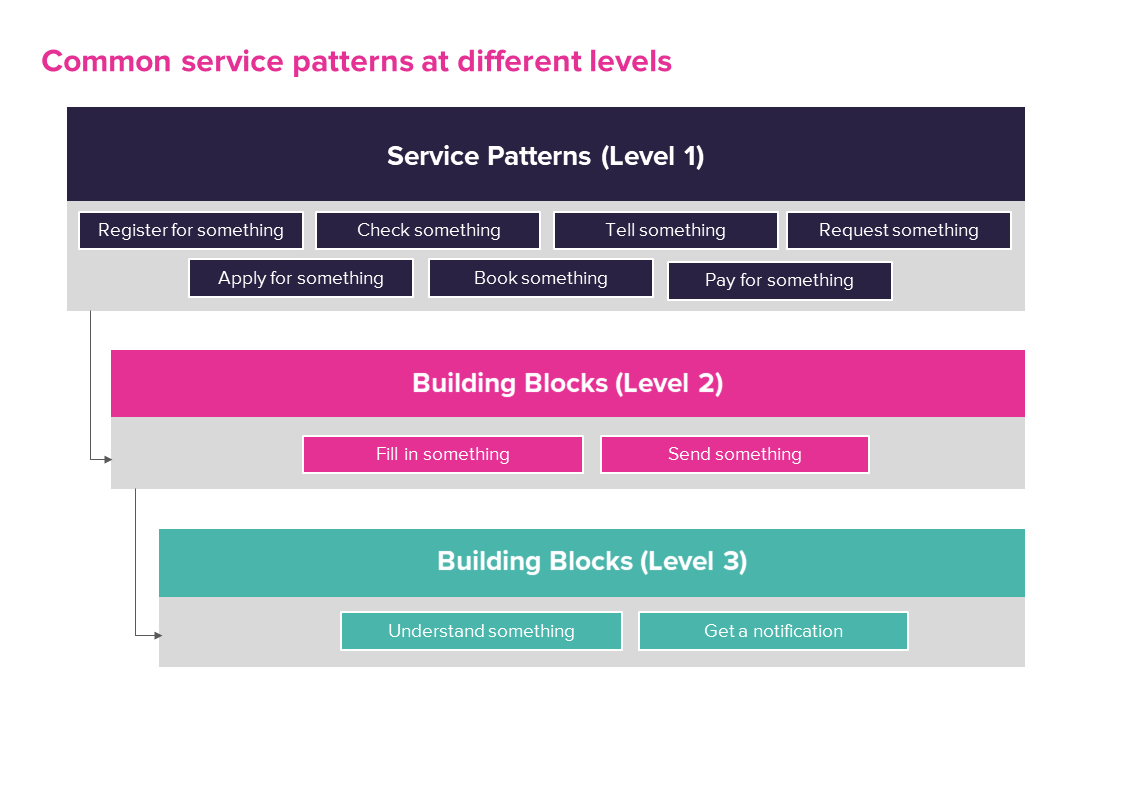 Common service patterns at different levels
Service Patterns (Level 1)
Register for something
Check something
Tell something
Request something
Apply for something
Book something
Pay for something
Building Blocks (Level 2)
Fill in something
Send something
Building Blocks (Level 3)
Understand something
Get a notification